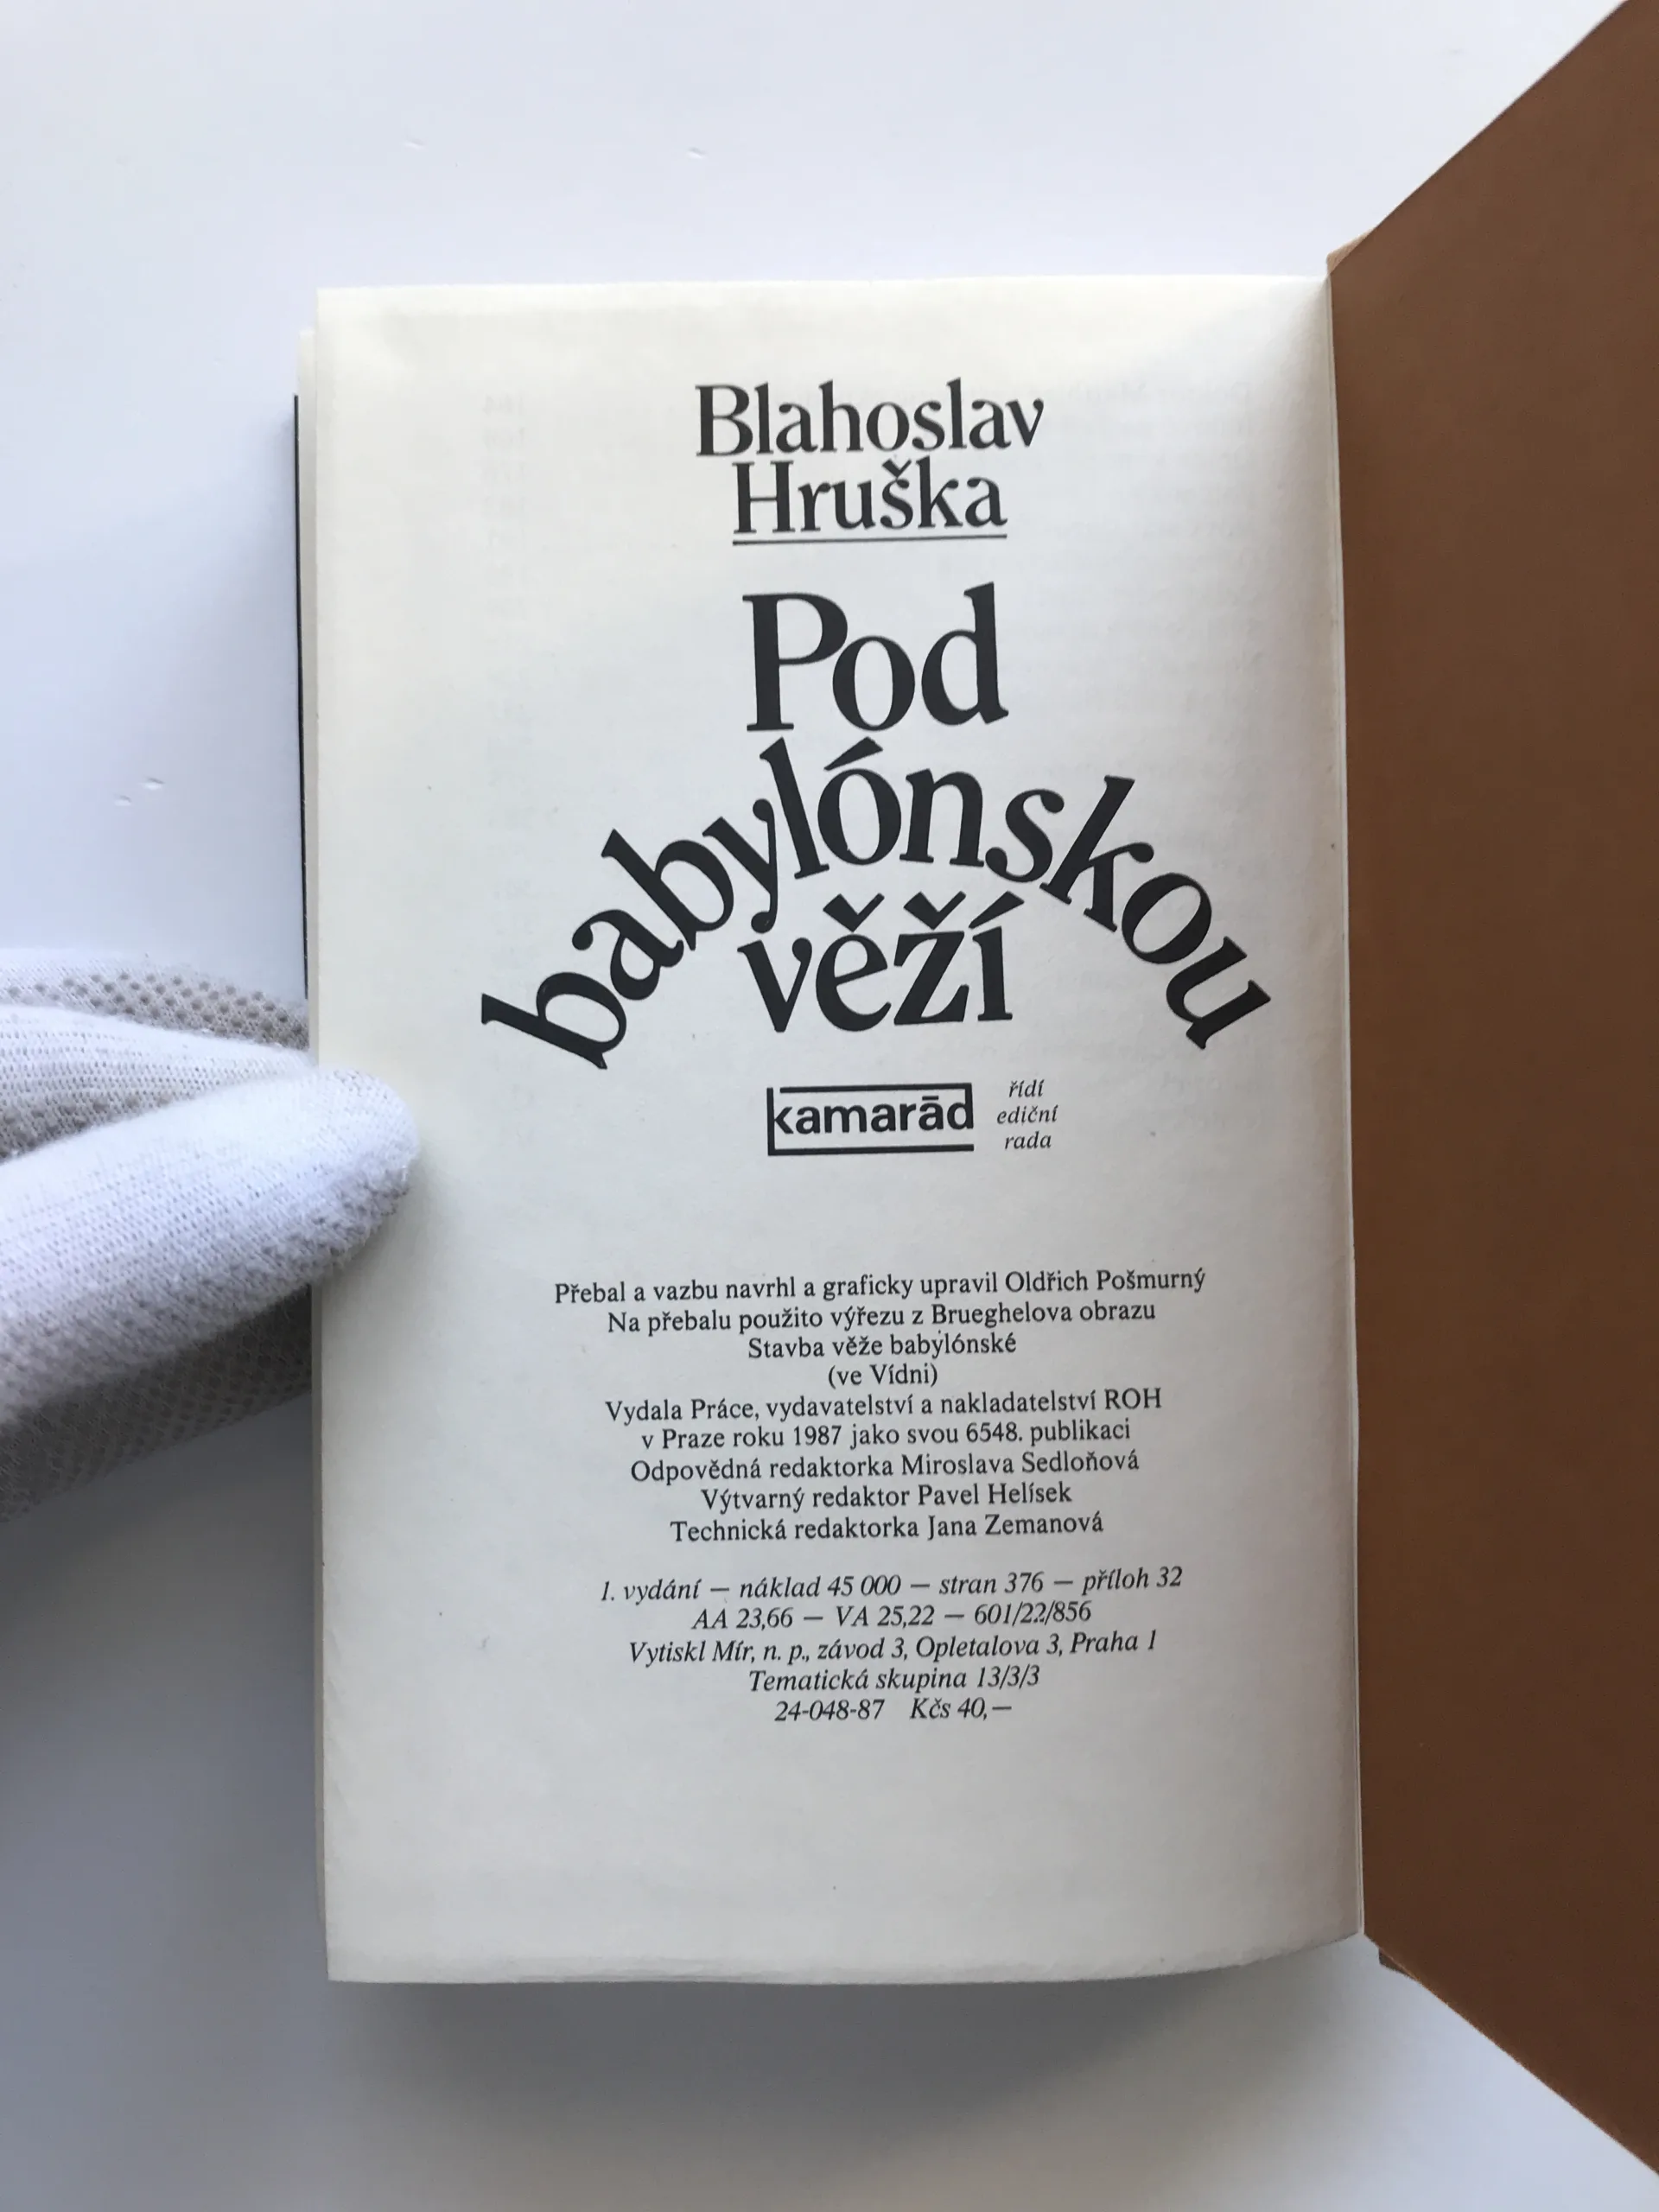 Blahoslav
Hruška
Pod
babylónskou
věží
kamarād
řídí
ediční
rada
Přebal a vazbu navrhl a graficky upravil Oldřich Pošmurný
Na přebalu použito výřezu z Brueghelova obrazu
Stavba věže babylónské
(ve Vídni)
Vydala Práce, vydavatelství a nakladatelství ROH
v Praze roku 1987 jako svou 6548. publikaci
Odpovědná redaktorka Miroslava Sedloňová
Výtvarný redaktor Pavel Helísek
Technická redaktorka Jana Zemanová
1. vydání — náklad 45 000 — stran 376 — příloh 32
AA 23,66 — VA 25,22 — 601/22/856
Vytiskl Mír, n. p., závod 3, Opletalova 3, Praha 1
Tematická skupina 13/3/3
24-048-87 Kčs 40,—